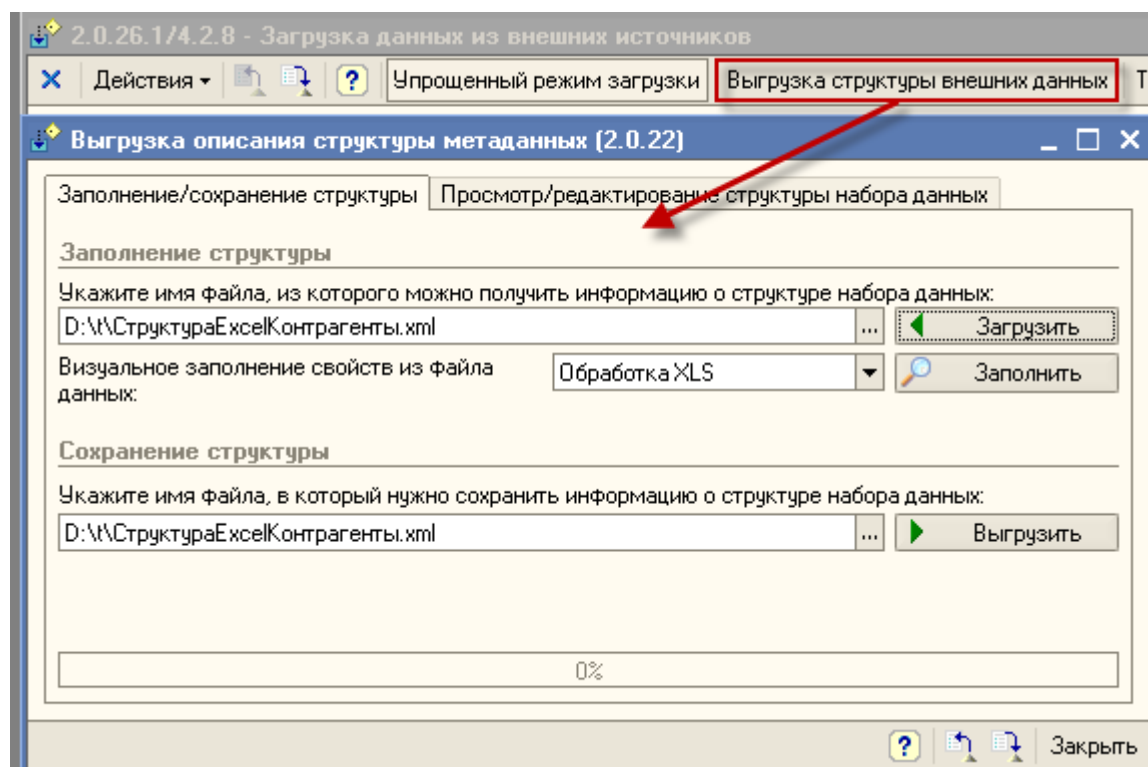 2.0.26.1/4.2.8 - Загрузка данных из внешних источников
Действия ? Упрощенный режим загрузки Выгрузка структуры внешних данных Т
Выгрузка описания структуры метаданных (2.0.22)
Заполнение/сохранение структуры Просмотр/редактирование структуры набора данных
Заполнение структуры
Укажите имя файла, из которого можно получить информацию о структуре набора данных:
D:\t\СтруктураExcelКонтрагенты.xml ... Загрузить
Визуальное заполнение свойств из файла
данных:
Обработка XLS Заполнить
Сохранение структуры
Укажите имя файла, в который нужно сохранить информацию о структуре набора данных:
D:\t\СтруктураExcelКонтрагенты.xml ... Выгрузить
0%
? Закрыть